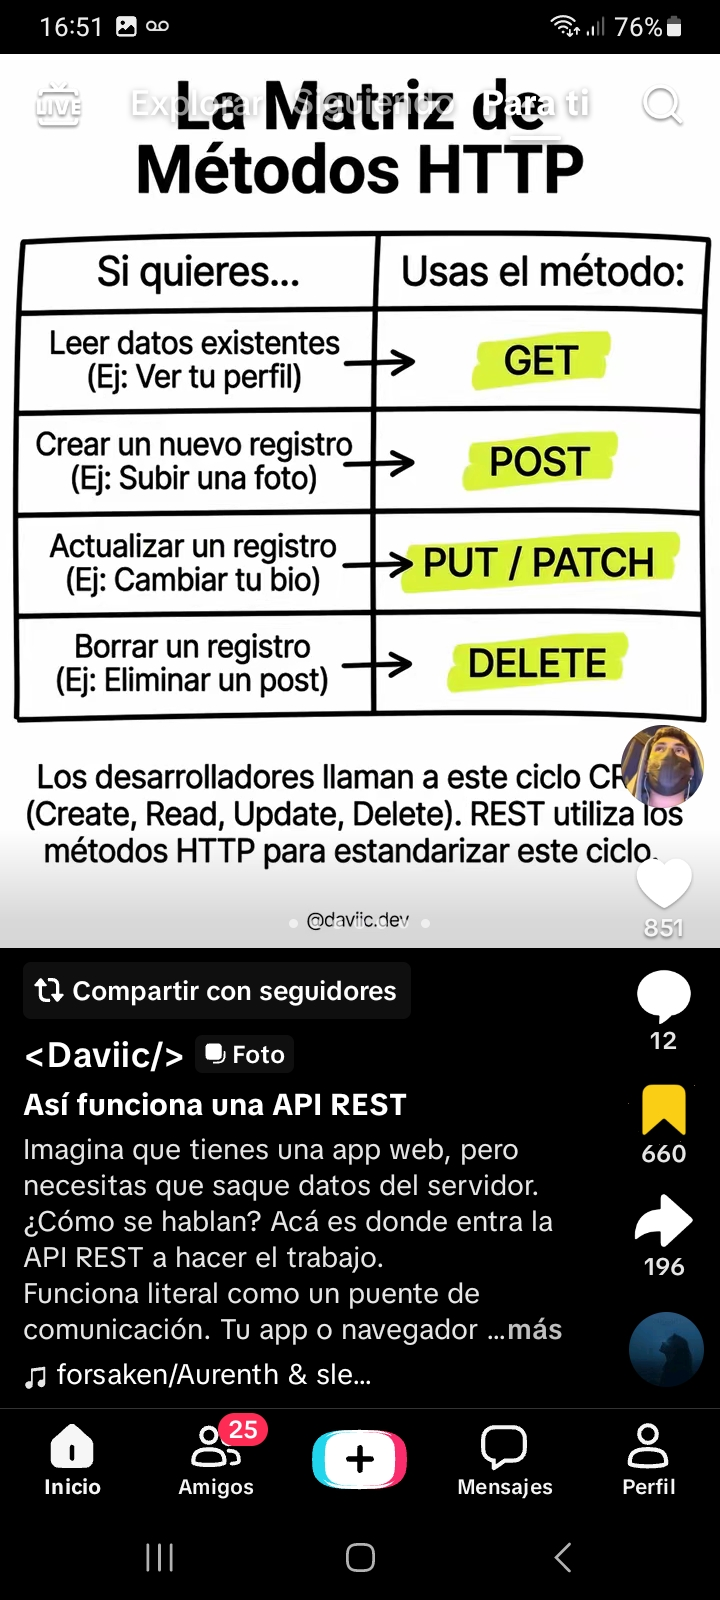 16:51
76%
LIVE
Explorar Siguiendo Para ti
La Matriz de
Métodos HTTP
Si quieres...
Usas el método:
Leer datos existentes
(Ej: Ver tu perfil)
GET
Crear un nuevo registro
(Ej: Subir una foto)
POST
Actualizar un registro
(Ej: Cambiar tu bio)
PUT / PATCH
Borrar un registro
(Ej: Eliminar un post)
DELETE
Los desarrolladores llaman a este ciclo
(Create, Read, Update, Delete). REST utiliza los
métodos HTTP para estandarizar este ciclo.
@daviic.dev
851
Compartir con seguidores
12
<Daviic/>
Foto
Así funciona una API REST
Imagina que tienes una app web, pero
necesitas que saque datos del servidor.
660
¿Cómo se hablan? Acá es donde entra la
API REST a hacer el trabajo.
196
Funciona literal como un puente de
comunicación. Tu app o navegador ...más
forsaken/Aurenth & sle...
25
Inicio
Amigos
Mensajes
Perfil